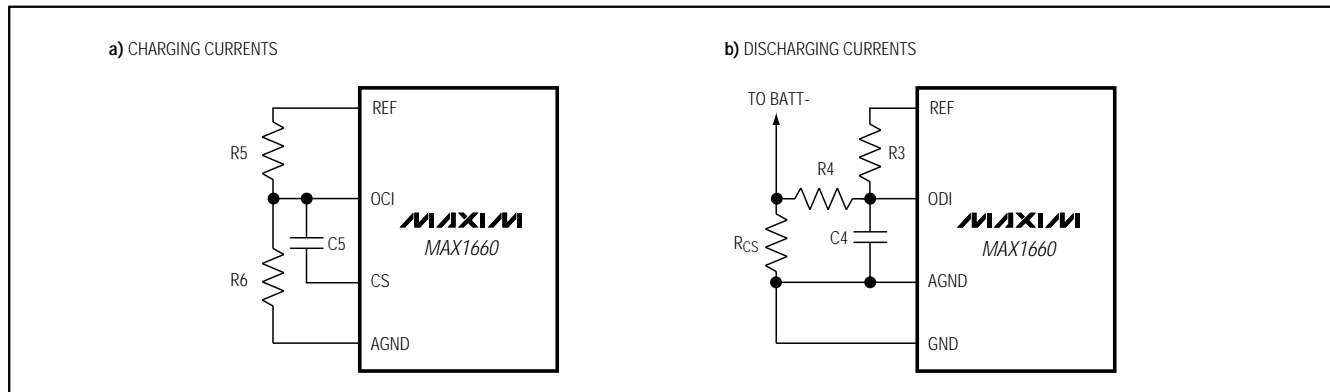 a) CHARGING CURRENTS
REF
R5
OCI
C5
R6
CS
AGND
MAXIM
MAX1660
b) DISCHARGING CURRENTS
TO BATT-
REF
R3
R4
ODI
C4
RCS
AGND
GND
MAXIM
MAX1660